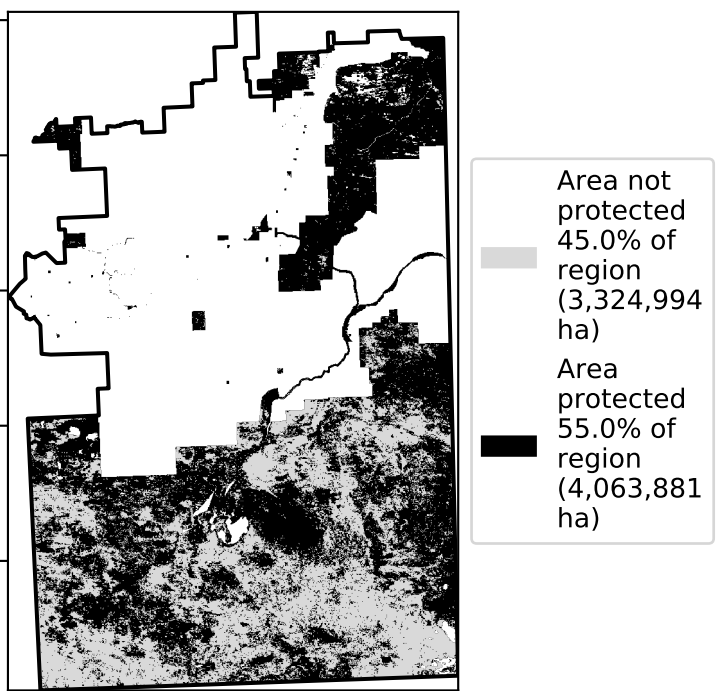 Area not
protected
45.0% of
region
(3,324,994
ha)
Area
protected
55.0% of
region
(4,063,881
ha)